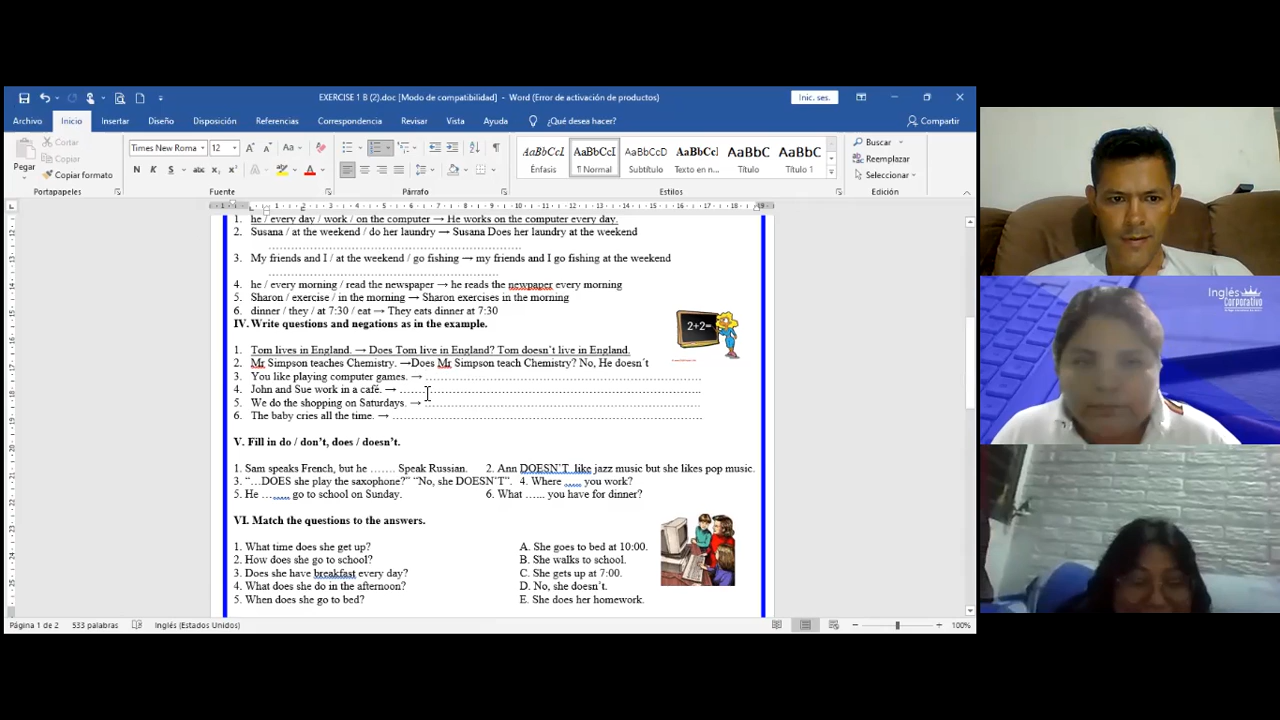 EXERCISE 1 B (2).doc [Modo de compatibilidad] - Word (Error de activación de productos)
Inic. ses.
Archivo Inicio Insertar Diseño Disposición Referencias Correspondencia Revisar Vista Ayuda ¿Qué desea hacer? Compartir
Pegar
Cortar
Copiar
Copiar formato
Portapapeles
Times New Roma 12
N K S abc x₂ x²
Fuente
Párrafo
AaBbCcI Énfasis
AaBbCcI ¶ Normal
AaBbCcD Subtítulo
AaBbCcI Texto en n...
AaBbC Título
AaBbC Título 1
Estilos
Buscar
Reemplazar
Seleccionar
Edición
1. he / every day / work / on the computer → He works on the computer every day.
2. Susana / at the weekend / do her laundry → Susana Does her laundry at the weekend
3. My friends and I / at the weekend / go fishing → my friends and I go fishing at the weekend
4. he / every morning / read the newspaper → he reads the newpaper every morning
5. Sharon / exercise / in the morning → Sharon exercises in the morning
6. dinner / they / at 7:30 / eat → They eats dinner at 7:30
IV. Write questions and negations as in the example.
2+2=
1. Tom lives in England. → Does Tom live in England? Tom doesn't live in England.
2. Mr Simpson teaches Chemistry. →Does Mr Simpson teach Chemistry? No, He doesn´t
3. You like playing computer games. →
4. John and Sue work in a café. →
5. We do the shopping on Saturdays. →
6. The baby cries all the time. →
V. Fill in do / don't, does / doesn't.
1. Sam speaks French, but he ……. Speak Russian. 2. Ann DOESN'T like jazz music but she likes pop music.
3. "…DOES she play the saxophone?" "No, she DOESN'T". 4. Where ...... you work?
5. He …...... go to school on Sunday. 6. What …... you have for dinner?
VI. Match the questions to the answers.
1. What time does she get up? A. She goes to bed at 10:00.
2. How does she go to school? B. She walks to school.
3. Does she have breakfast every day? C. She gets up at 7:00.
4. What does she do in the afternoon? D. No, she doesn't.
5. When does she go to bed? E. She does her homework.
Página 1 de 2 533 palabras Inglés (Estados Unidos) 100%
Inglés
Corporativo